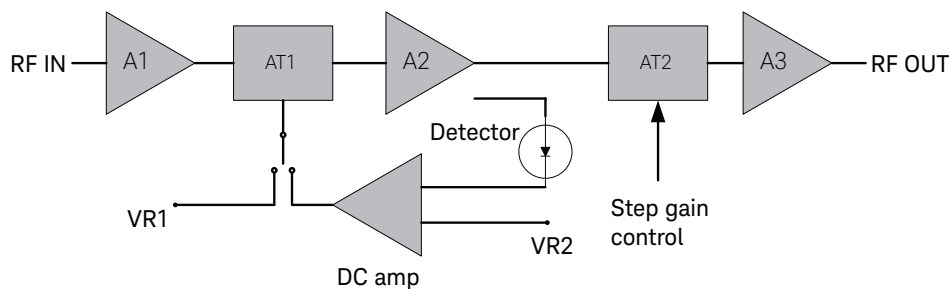 RF IN
A1
AT1
A2
AT2
A3
RF OUT
Detector
VR1
VR2
Step gain
control
DC amp